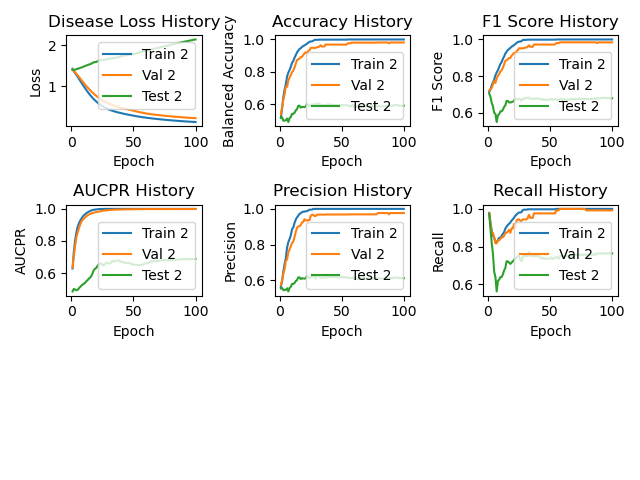 Disease Loss History
Loss
2
1
Train 2
Val 2
Test 2
0
50
100
Epoch
Accuracy History
Balanced Accuracy
1.0
0.8
0.6
Train 2
Val 2
Test 2
0
50
100
Epoch
F1 Score History
F1 Score
1.0
0.8
0.6
Train 2
Val 2
Test 2
0
50
100
Epoch
AUCPR History
AUCPR
1.0
0.8
0.6
Train 2
Val 2
Test 2
0
50
100
Epoch
Precision History
Precision
1.0
0.8
0.6
Train 2
Val 2
Test 2
0
50
100
Epoch
Recall History
Recall
1.0
0.8
0.6
Train 2
Val 2
Test 2
0
50
100
Epoch